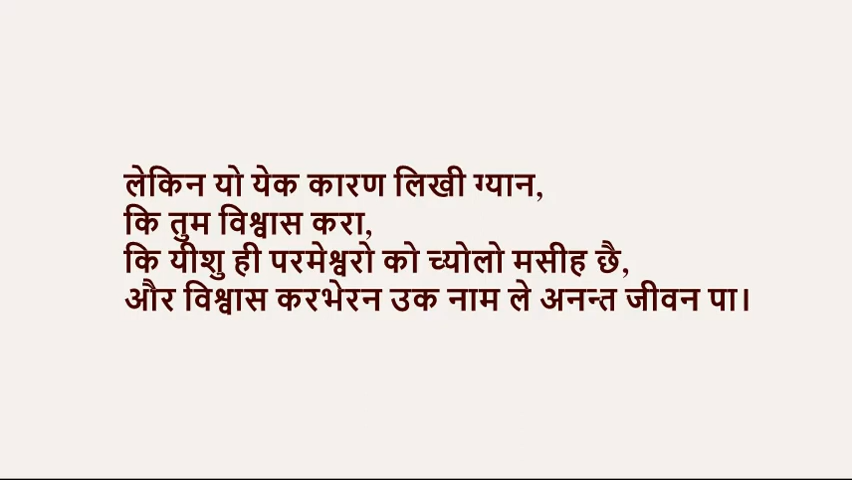 लेकिन यो येक कारण लिखी ग्यान,
कि तुम विश्वास करा,
कि यीशु ही परमेश्वरो को च्योलो मसीह छै,
और विश्वास करभेरन उक नाम ले अनन्त जीवन पा।